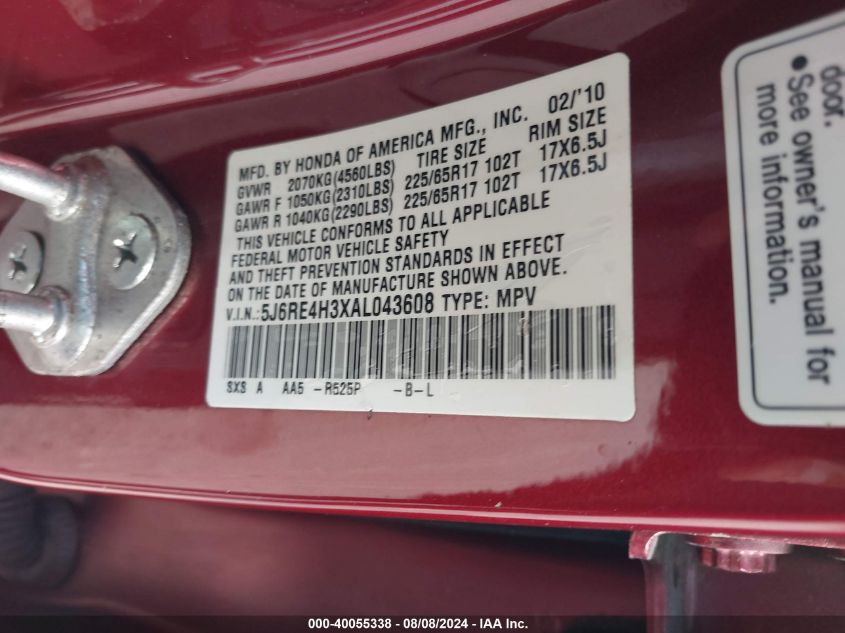 MFD. BY HONDA OF AMERICA MFG., INC. 02/'10
GVWR 2070KG(4560LBS) TIRE SIZE RIM SIZE
GAWR F 1050KG(2310LBS) 225/65R17 102T 17X6.5J
GAWR R 1040KG(2290LBS) 225/65R17 102T 17X6.5J
THIS VEHICLE CONFORMS TO ALL APPLICABLE
FEDERAL MOTOR VEHICLE SAFETY
AND THEFT PREVENTION STANDARDS IN EFFECT
ON THE DATE OF MANUFACTURE SHOWN ABOVE.
V.I.N.: 5J6RE4H3XAL043608 TYPE: MPV
SXS A AA5 -R525P -B-L
door.
• See owner's manual for
more information.
000-40055338 - 08/08/2024 - IAA Inc.